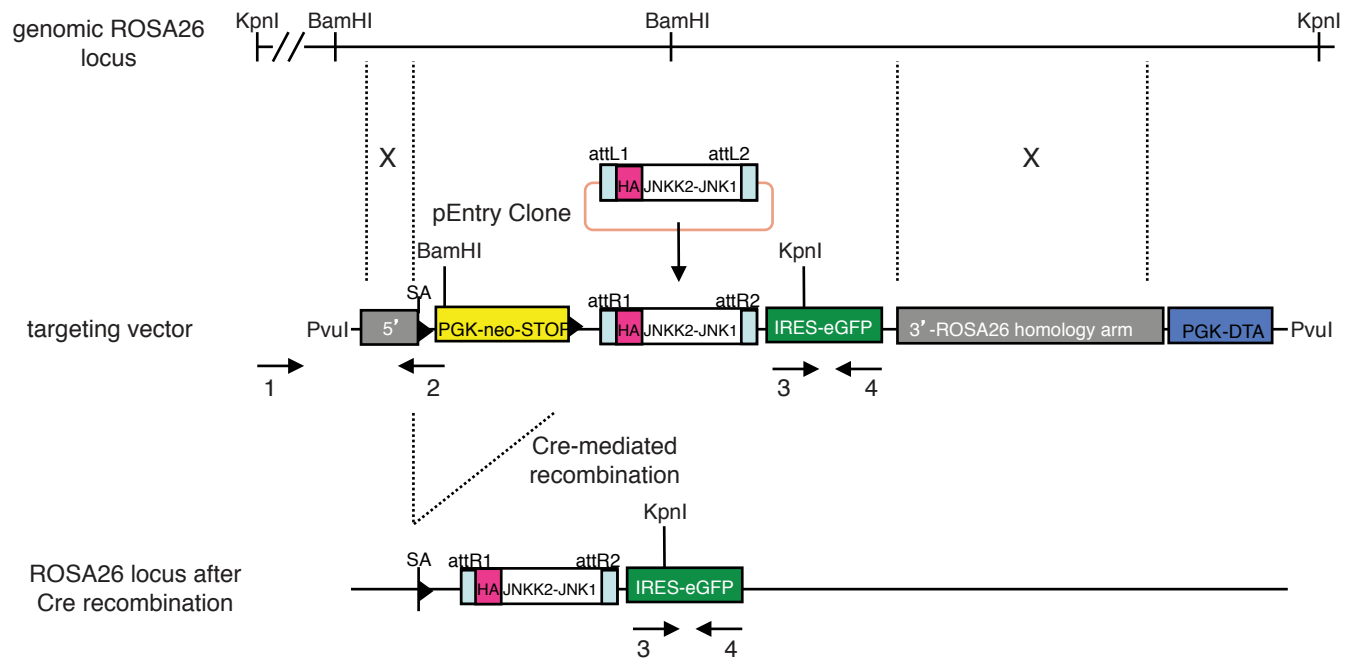 genomic ROSA26
locus
KpnI
BamHI
BamHI
KpnI
X
X
attL1
attL2
HA
JNKK2-JNK1
pEntry Clone
targeting vector
PvuI
5'
SA
BamHI
PGK-neo-STOP
attR1
attR2
HA
JNKK2-JNK1
KpnI
IRES-eGFP
3'-ROSA26 homology arm
PGK-DTA
PvuI
1
2
3
4
Cre-mediated
recombination
ROSA26 locus after
Cre recombination
SA
attR1
attR2
HA
JNKK2-JNK1
KpnI
IRES-eGFP
3
4